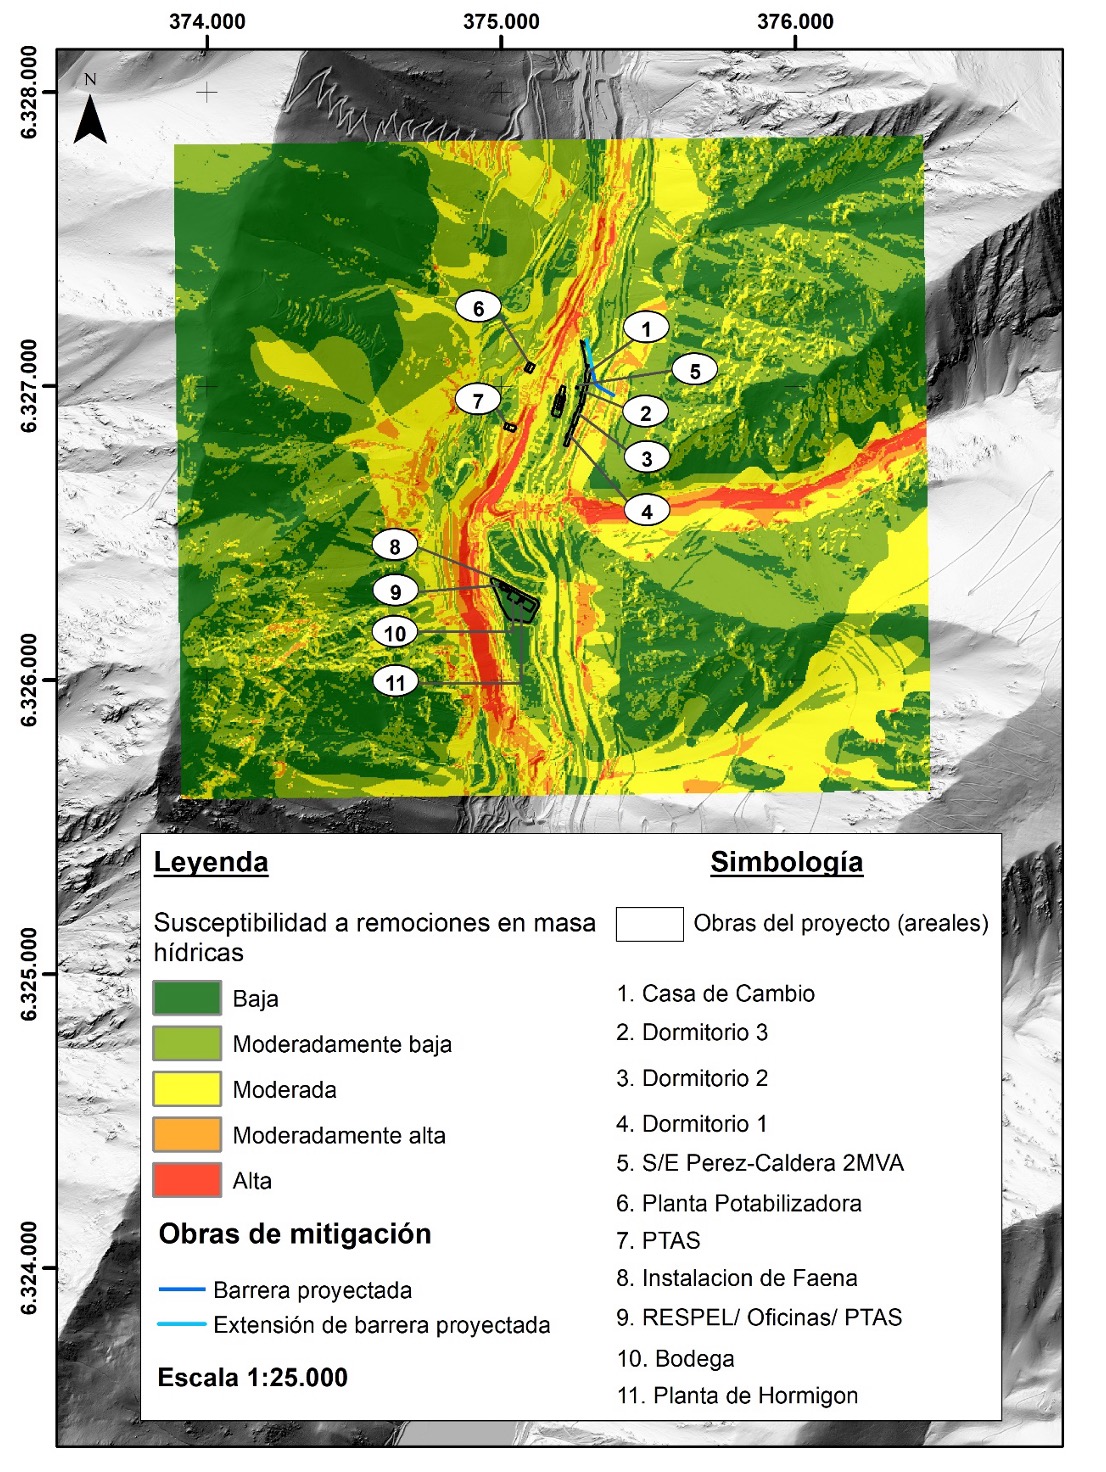 374.000
375.000
376.000
6.328.000
6.327.000
6.326.000
6.325.000
6.324.000
N
6
1
5
7
2
3
4
8
9
10
11
Leyenda
Susceptibilidad a remociones en masa
hídricas
Baja
Moderadamente baja
Moderada
Moderadamente alta
Alta
Obras de mitigación
Barrera proyectada
Extensión de barrera proyectada
Escala 1:25.000
Simbología
Obras del proyecto (areales)
1. Casa de Cambio
2. Dormitorio 3
3. Dormitorio 2
4. Dormitorio 1
5. S/E Perez-Caldera 2MVA
6. Planta Potabilizadora
7. PTAS
8. Instalacion de Faena
9. RESPEL/ Oficinas/ PTAS
10. Bodega
11. Planta de Hormigon